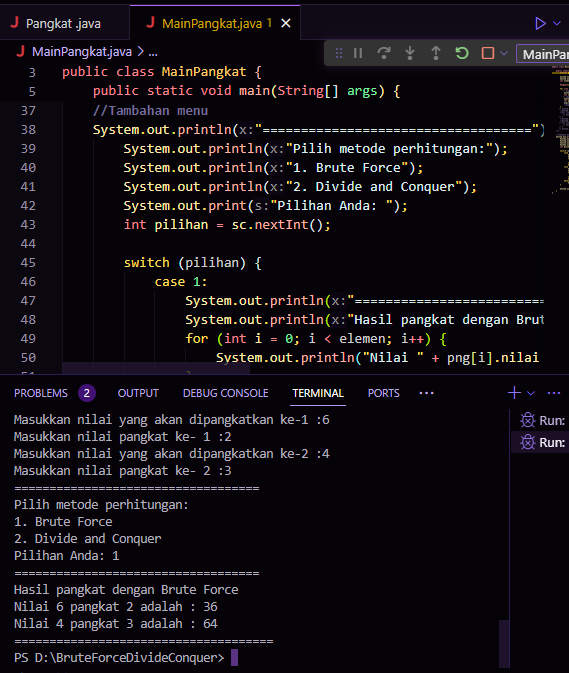 Pangkat .java
MainPangkat.java 1
MainPangkat.java > ...
MainPan
3 public class MainPangkat {
5 public static void main(String[] args) {
37 //Tambahan menu
38 System.out.println(x:"==================================")
39 System.out.println(x:"Pilih metode perhitungan:");
40 System.out.println(x:"1. Brute Force");
41 System.out.println(x:"2. Divide and Conquer");
42 System.out.print(s:"Pilihan Anda: ");
43 int pilihan = sc.nextInt();
44
45 switch (pilihan) {
46 case 1:
47 System.out.println(x:"========================
48 System.out.println(x:"Hasil pangkat dengan Brut
49 for (int i = 0; i < elemen; i++) {
50 System.out.println("Nilai " + png[i].nilai
51
PROBLEMS 2 OUTPUT DEBUG CONSOLE TERMINAL PORTS ...
Masukkan nilai yang akan dipangkatkan ke-1 :6
Masukkan nilai pangkat ke- 1 :2
Masukkan nilai yang akan dipangkatkan ke-2 :4
Masukkan nilai pangkat ke- 2 :3
===================================
Pilih metode perhitungan:
1. Brute Force
2. Divide and Conquer
Pilihan Anda: 1
===================================
Hasil pangkat dengan Brute Force
Nilai 6 pangkat 2 adalah : 36
Nilai 4 pangkat 3 adalah : 64
=====================================
PS D:\BruteForceDivideConquer>
Run:
Run: